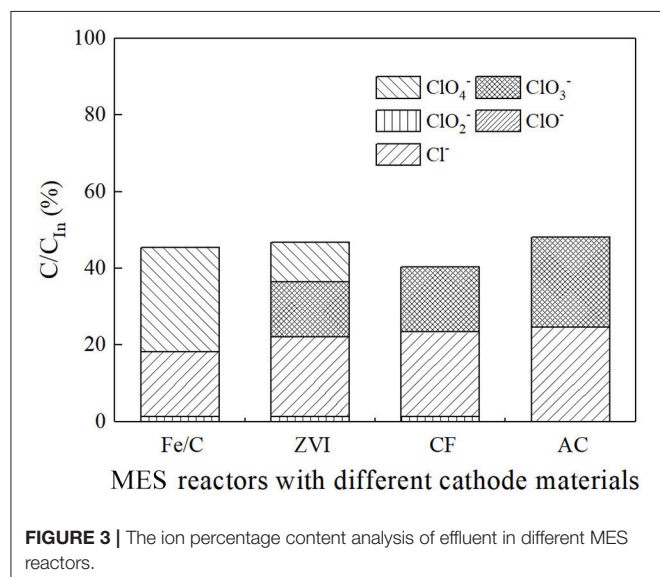 100
80
60
40
20
0
C/C_In (%)
ClO₄⁻ ClO₃⁻
ClO₂⁻ ClO⁻
Cl⁻
Fe/C ZVI CF AC
MES reactors with different cathode materials
FIGURE 3 | The ion percentage content analysis of effluent in different MES
reactors.